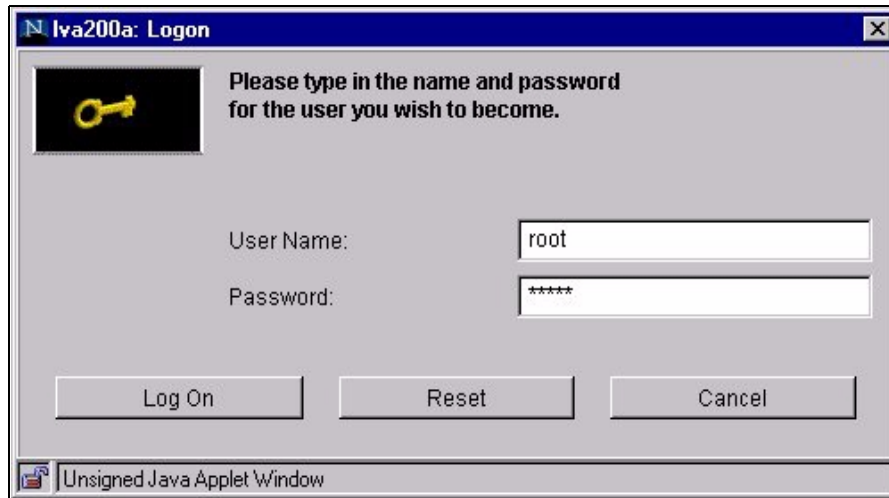 N lva200a: Logon
Please type in the name and password
for the user you wish to become.
User Name: root
Password: *****
Log On Reset Cancel
Unsigned Java Applet Window